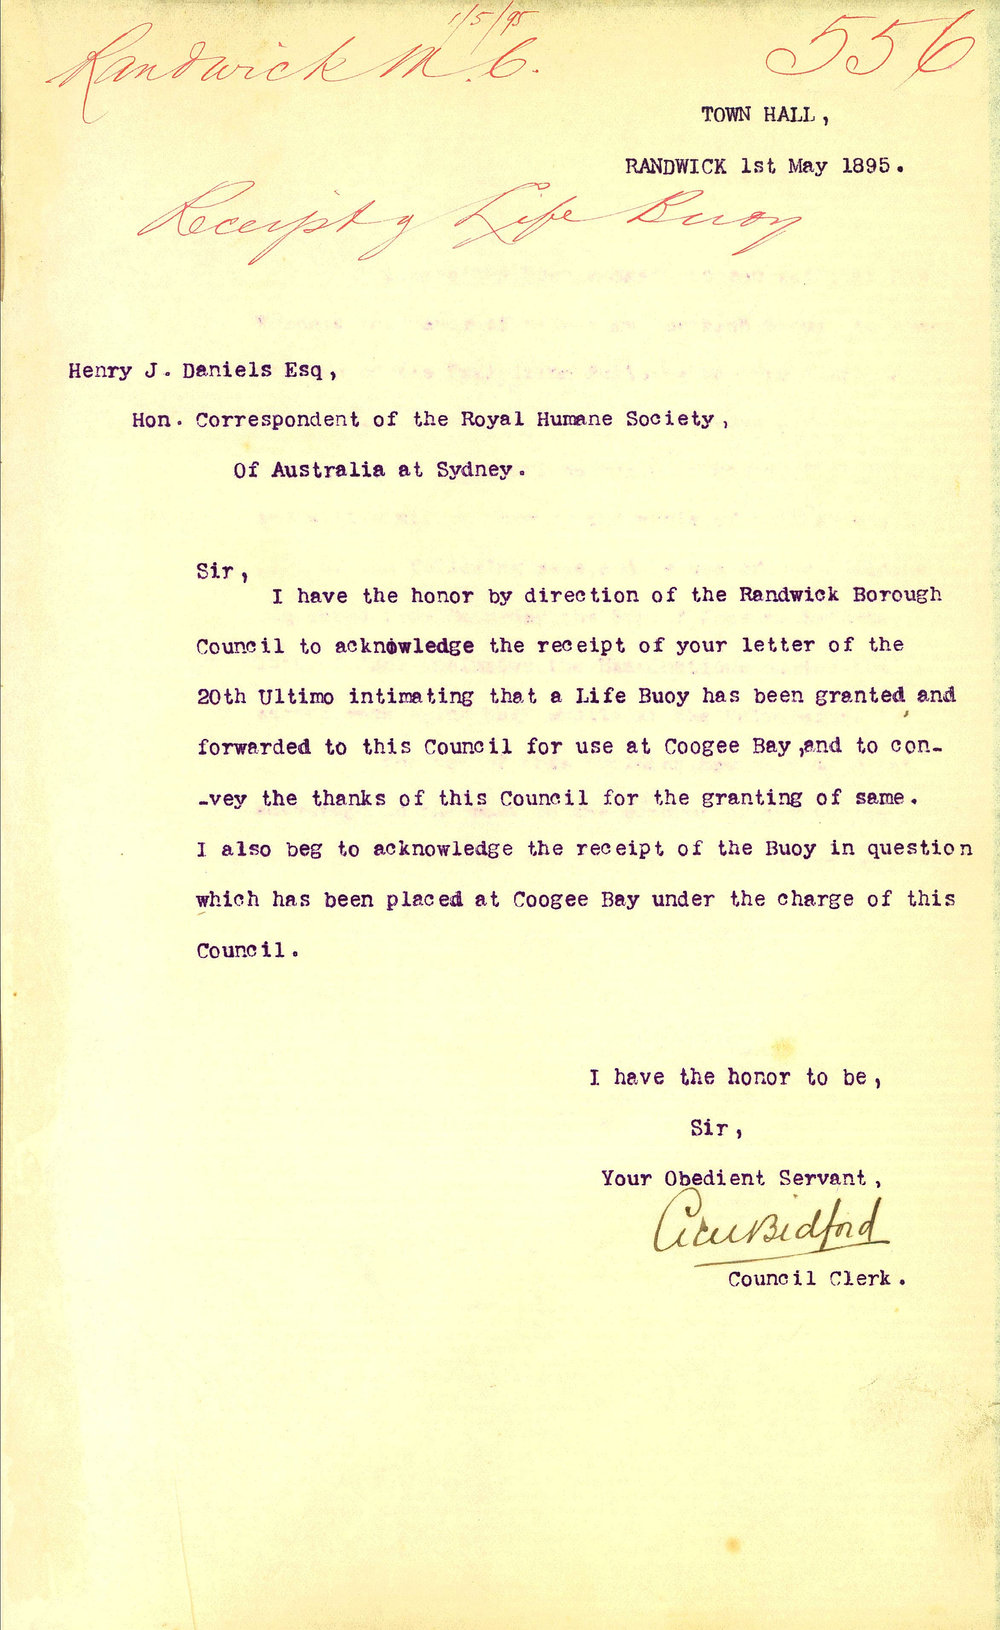 1/5/95
Randwick M.C. 556
TOWN HALL,
RANDWICK 1st May 1895.
Receipt of Life Buoy
Henry J. Daniels Esq,
Hon. Correspondent of the Royal Humane Society,
Of Australia at Sydney.
Sir,
I have the honor by direction of the Randwick Borough
Council to acknowledge the receipt of your letter of the
20th Ultimo intimating that a Life Buoy has been granted and
forwarded to this Council for use at Coogee Bay,and to con-
-vey the thanks of this Council for the granting of same.
I also beg to acknowledge the receipt of the Buoy in question
which has been placed at Coogee Bay under the charge of this
Council.
I have the honor to be,
Sir,
Your Obedient Servant,
Bidford
Council Clerk.